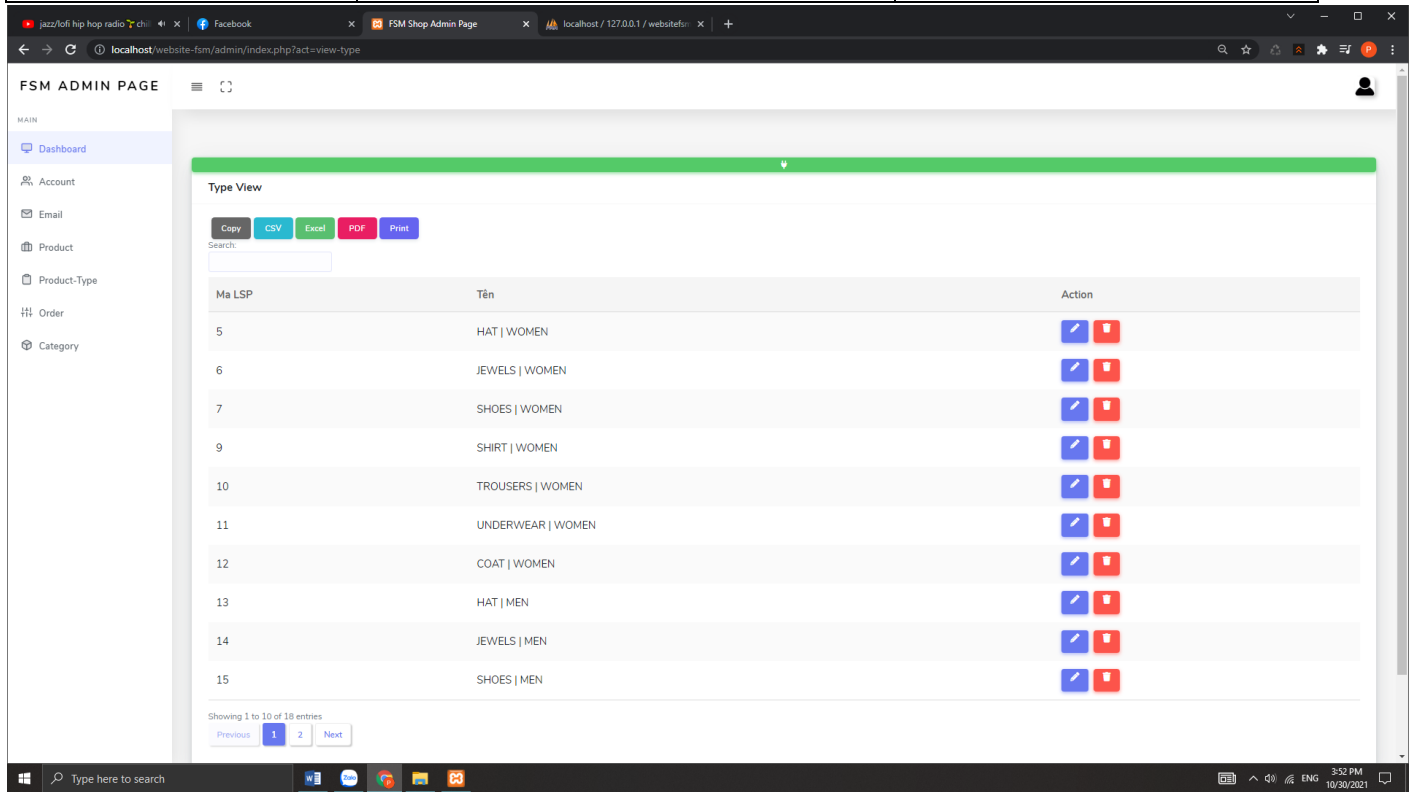 jazz/lofi hip hop radio chil
Facebook
FSM Shop Admin Page
localhost / 127.0.0.1 / websitefsm
localhost/website-fsm/admin/index.php?act=view-type
P
FSM ADMIN PAGE
MAIN
Dashboard
Account
Email
Product
Product-Type
Order
Category
Type View
Copy CSV Excel PDF Print
Search:
Ma LSP Tên Action
5 HAT | WOMEN
6 JEWELS | WOMEN
7 SHOES | WOMEN
9 SHIRT | WOMEN
10 TROUSERS | WOMEN
11 UNDERWEAR | WOMEN
12 COAT | WOMEN
13 HAT | MEN
14 JEWELS | MEN
15 SHOES | MEN
Showing 1 to 10 of 18 entries
Previous 1 2 Next
Type here to search
Zalo
ENG
3:52 PM
10/30/2021